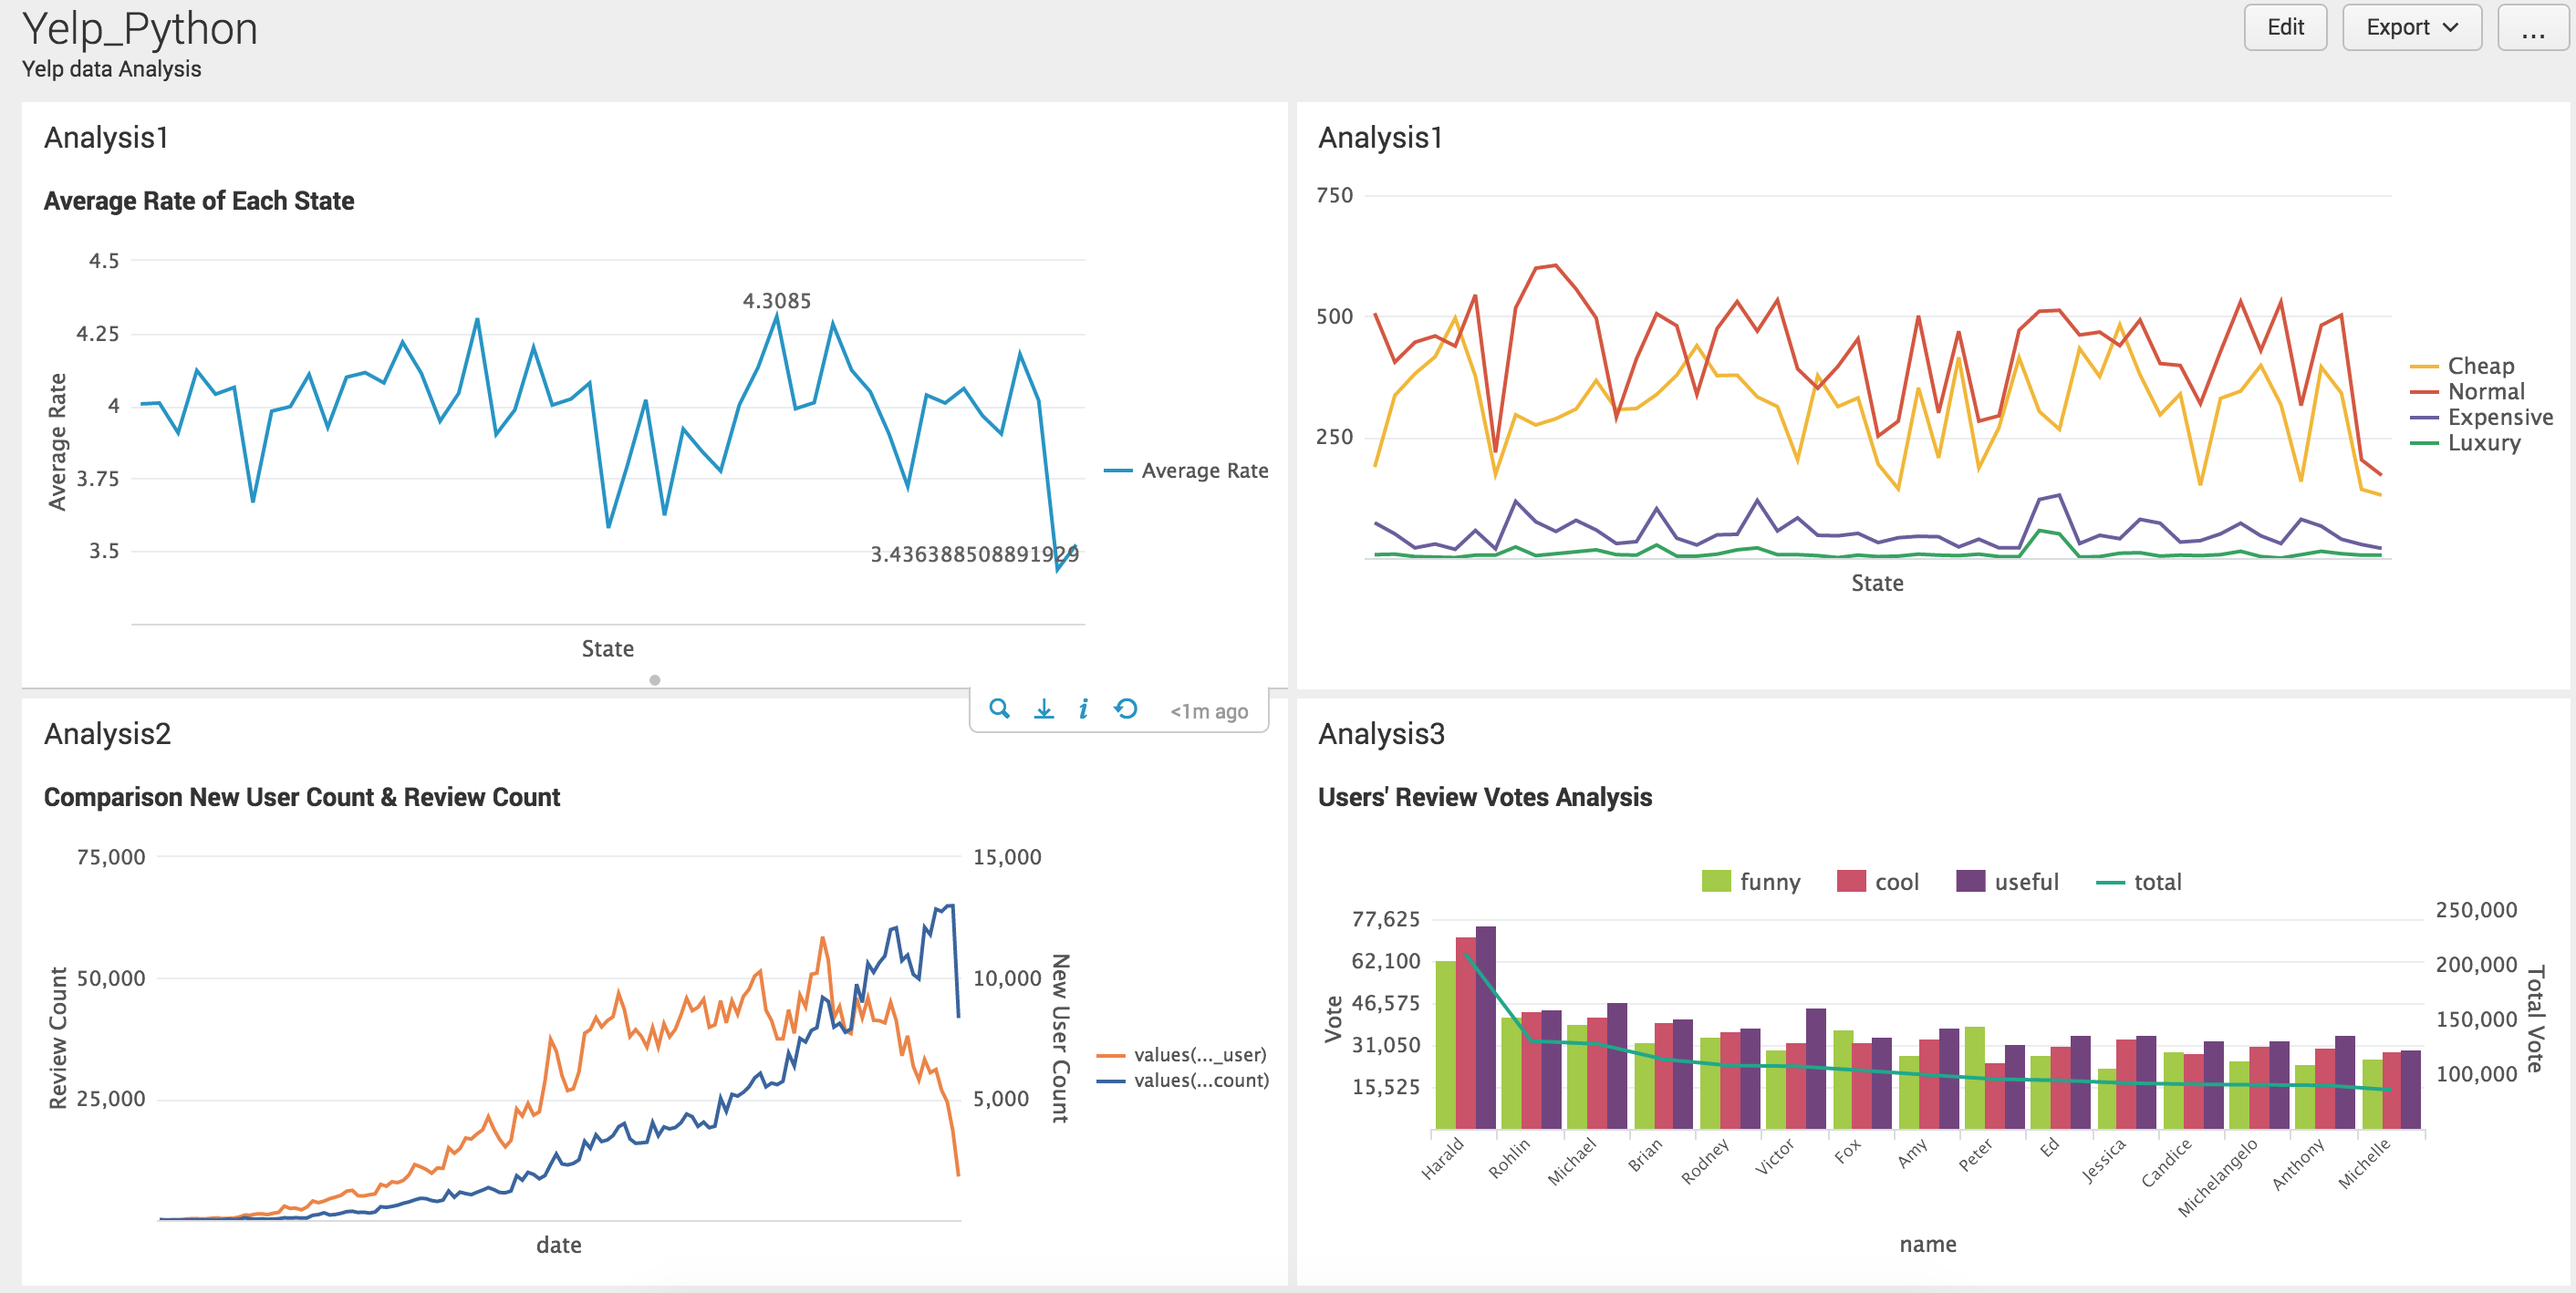 Yelp_Python
Yelp data Analysis
Edit
Export
...
Analysis1
Average Rate of Each State
4.5
4.25
4
3.75
3.5
Average Rate
4.3085
3.436388508891929
State
Average Rate
Analysis1
750
500
250
State
Cheap
Normal
Expensive
Luxury
i
<1m ago
Analysis2
Comparison New User Count & Review Count
75,000
50,000
25,000
Review Count
15,000
10,000
5,000
New User Count
date
values(..._user)
values(...count)
Analysis3
Users' Review Votes Analysis
funny
cool
useful
total
77,625
62,100
46,575
31,050
15,525
Vote
250,000
200,000
150,000
100,000
Total Vote
Harald
Rohlin
Michael
Brian
Rodney
Victor
Fox
Amy
Peter
Ed
Jessica
Candice
Michelangelo
Anthony
Michelle
name